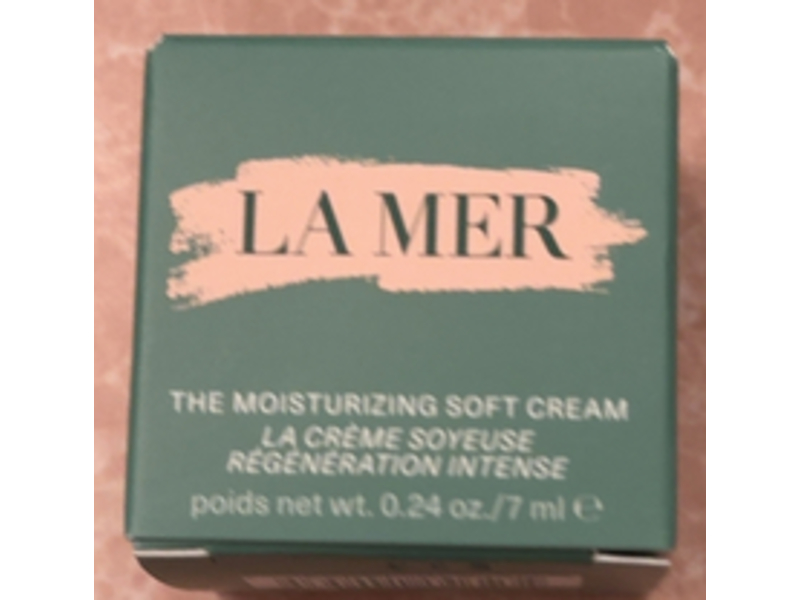 LA MER
THE MOISTURIZING SOFT CREAM
LA CRÈME SOYEUSE
RÉGÉNÉRATION INTENSE
poids net wt. 0.24 oz./7 ml ℮